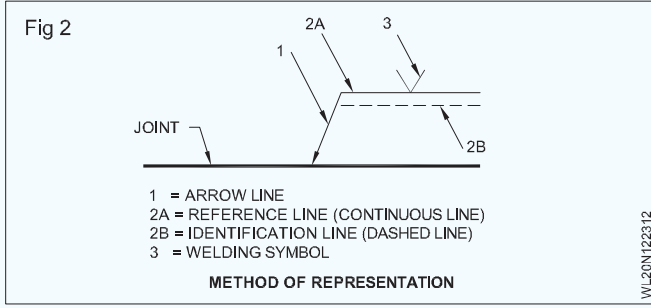 Fig 2
2A
3
1
JOINT
2B
1 = ARROW LINE
2A = REFERENCE LINE (CONTINUOUS LINE)
2B = IDENTIFICATION LINE (DASHED LINE)
3 = WELDING SYMBOL
METHOD OF REPRESENTATION
WL20N122312